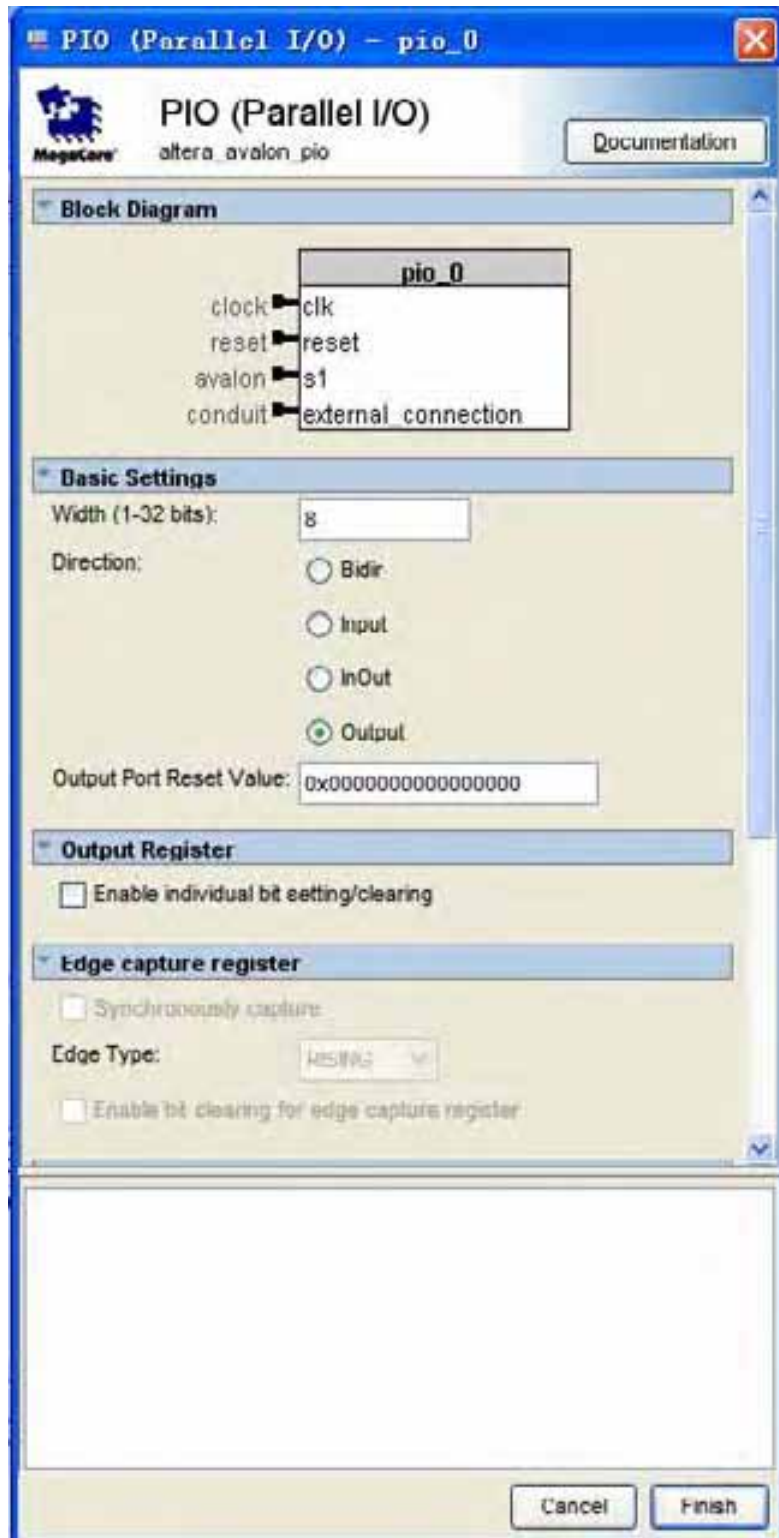 PIO (Parallel I/O) - pio_0
MegaCore'
PIO (Parallel I/O)
altera_avalon_pio
Documentation
Block Diagram
pio_0
clock clk
reset reset
avalon s1
conduit external_connection
Basic Settings
Width (1-32 bits): 8
Direction: Bidir
Input
InOut
Output
Output Port Reset Value: 0x0000000000000000
Output Register
Enable individual bit setting/clearing
Edge capture register
Synchronously capture
Edge Type: RISING
Enable bit clearing for edge capture register
Cancel Finish